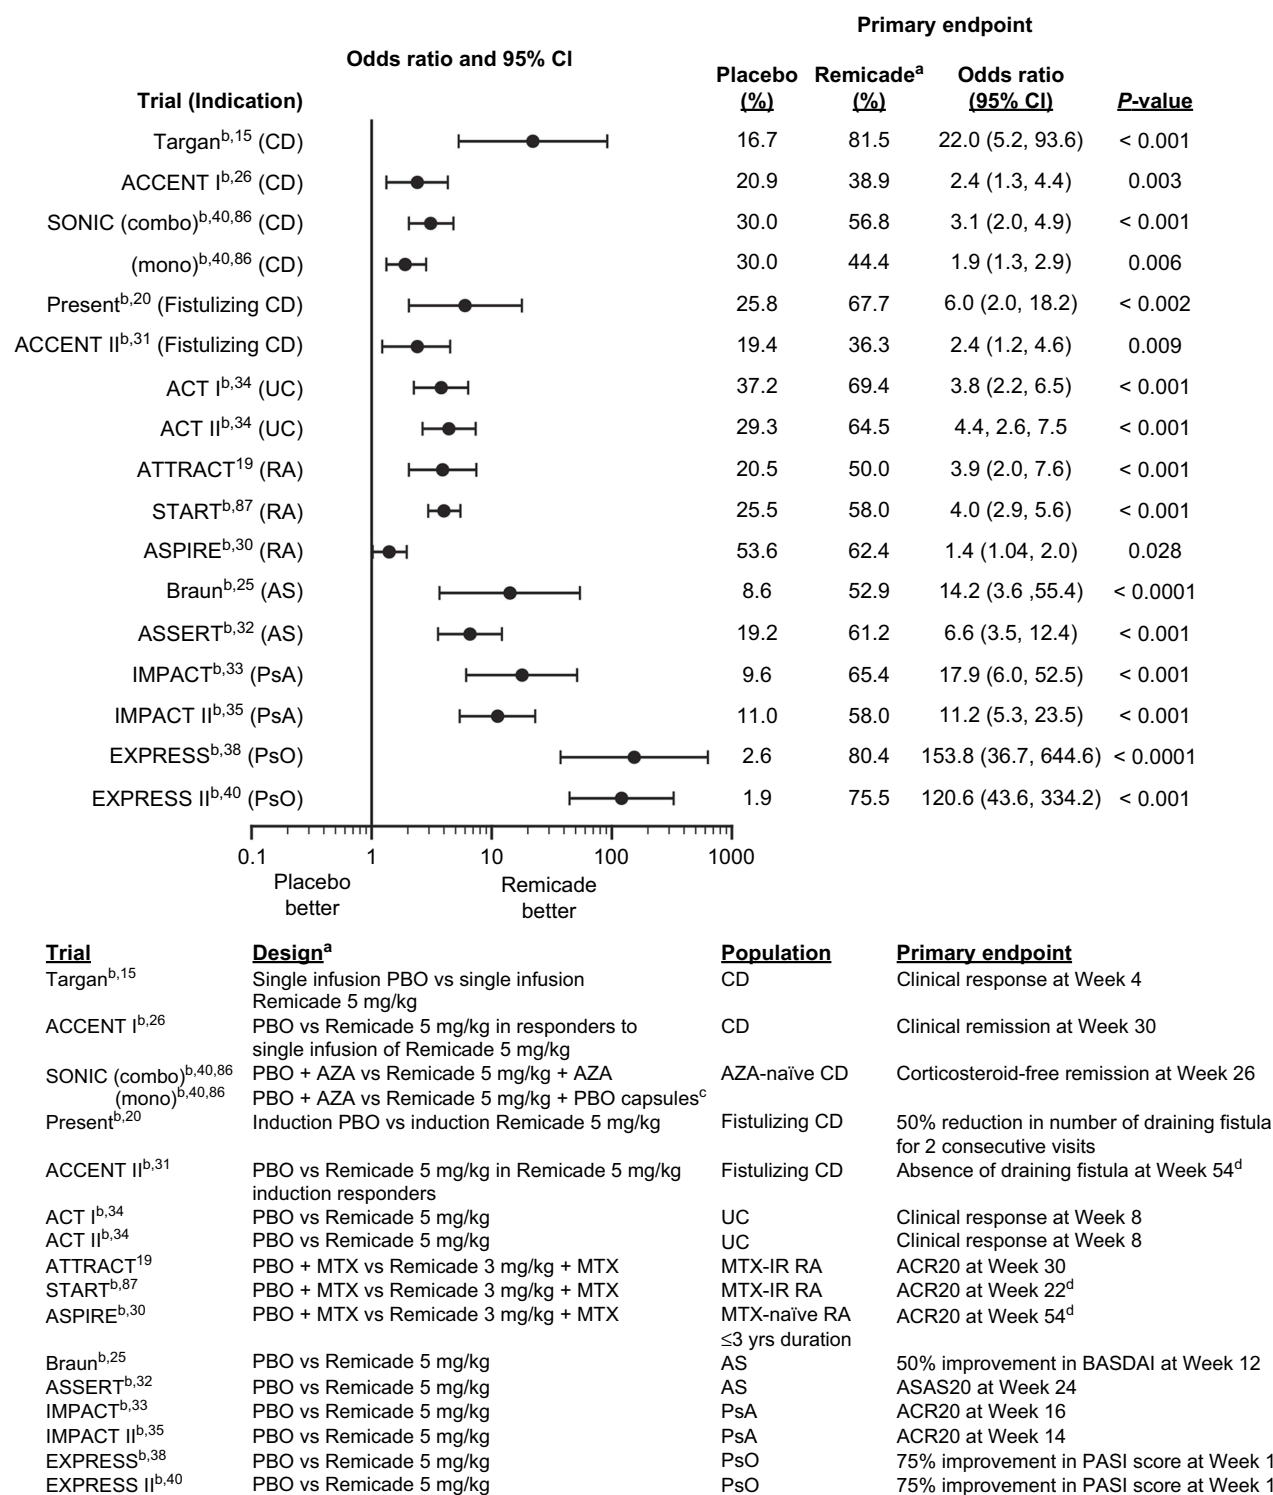 Primary endpoint
Odds ratio and 95% CI
Placebo Remicadeᵃ Odds ratio
Trial (Indication) (%) (%) (95% CI) P-value
Targanᵇ,¹⁵ (CD) 16.7 81.5 22.0 (5.2, 93.6) < 0.001
ACCENT Iᵇ,²⁶ (CD) 20.9 38.9 2.4 (1.3, 4.4) 0.003
SONIC (combo)ᵇ,⁴⁰,⁸⁶ (CD) 30.0 56.8 3.1 (2.0, 4.9) < 0.001
(mono)ᵇ,⁴⁰,⁸⁶ (CD) 30.0 44.4 1.9 (1.3, 2.9) 0.006
Presentᵇ,²⁰ (Fistulizing CD) 25.8 67.7 6.0 (2.0, 18.2) < 0.002
ACCENT IIᵇ,³¹ (Fistulizing CD) 19.4 36.3 2.4 (1.2, 4.6) 0.009
ACT Iᵇ,³⁴ (UC) 37.2 69.4 3.8 (2.2, 6.5) < 0.001
ACT IIᵇ,³⁴ (UC) 29.3 64.5 4.4, 2.6, 7.5 < 0.001
ATTRACT¹⁹ (RA) 20.5 50.0 3.9 (2.0, 7.6) < 0.001
STARTᵇ,⁸⁷ (RA) 25.5 58.0 4.0 (2.9, 5.6) < 0.001
ASPIREᵇ,³⁰ (RA) 53.6 62.4 1.4 (1.04, 2.0) 0.028
Braunᵇ,²⁵ (AS) 8.6 52.9 14.2 (3.6 ,55.4) < 0.0001
ASSERTᵇ,³² (AS) 19.2 61.2 6.6 (3.5, 12.4) < 0.001
IMPACTᵇ,³³ (PsA) 9.6 65.4 17.9 (6.0, 52.5) < 0.001
IMPACT IIᵇ,³⁵ (PsA) 11.0 58.0 11.2 (5.3, 23.5) < 0.001
EXPRESSᵇ,³⁸ (PsO) 2.6 80.4 153.8 (36.7, 644.6) < 0.0001
EXPRESS IIᵇ,⁴⁰ (PsO) 1.9 75.5 120.6 (43.6, 334.2) < 0.001
0.1 1 10 100 1000
Placebo Remicade
better better
Trial Designᵃ Population Primary endpoint
Targanᵇ,¹⁵ Single infusion PBO vs single infusion CD Clinical response at Week 4
Remicade 5 mg/kg
ACCENT Iᵇ,²⁶ PBO vs Remicade 5 mg/kg in responders to CD Clinical remission at Week 30
single infusion of Remicade 5 mg/kg
SONIC (combo)ᵇ,⁴⁰,⁸⁶ PBO + AZA vs Remicade 5 mg/kg + AZA AZA-naïve CD Corticosteroid-free remission at Week 26
(mono)ᵇ,⁴⁰,⁸⁶ PBO + AZA vs Remicade 5 mg/kg + PBO capsulesᶜ
Presentᵇ,²⁰ Induction PBO vs induction Remicade 5 mg/kg Fistulizing CD 50% reduction in number of draining fistula
for 2 consecutive visits
ACCENT IIᵇ,³¹ PBO vs Remicade 5 mg/kg in Remicade 5 mg/kg Fistulizing CD Absence of draining fistula at Week 54ᵈ
induction responders
ACT Iᵇ,³⁴ PBO vs Remicade 5 mg/kg UC Clinical response at Week 8
ACT IIᵇ,³⁴ PBO vs Remicade 5 mg/kg UC Clinical response at Week 8
ATTRACT¹⁹ PBO + MTX vs Remicade 3 mg/kg + MTX MTX-IR RA ACR20 at Week 30
STARTᵇ,⁸⁷ PBO + MTX vs Remicade 3 mg/kg + MTX MTX-IR RA ACR20 at Week 22ᵈ
ASPIREᵇ,³⁰ PBO + MTX vs Remicade 3 mg/kg + MTX MTX-naïve RA ACR20 at Week 54ᵈ
≤3 yrs duration
Braunᵇ,²⁵ PBO vs Remicade 5 mg/kg AS 50% improvement in BASDAI at Week 12
ASSERTᵇ,³² PBO vs Remicade 5 mg/kg AS ASAS20 at Week 24
IMPACTᵇ,³³ PBO vs Remicade 5 mg/kg PsA ACR20 at Week 16
IMPACT IIᵇ,³⁵ PBO vs Remicade 5 mg/kg PsA ACR20 at Week 14
EXPRESSᵇ,³⁸ PBO vs Remicade 5 mg/kg PsO 75% improvement in PASI score at Week 1
EXPRESS IIᵇ,⁴⁰ PBO vs Remicade 5 mg/kg PsO 75% improvement in PASI score at Week 1